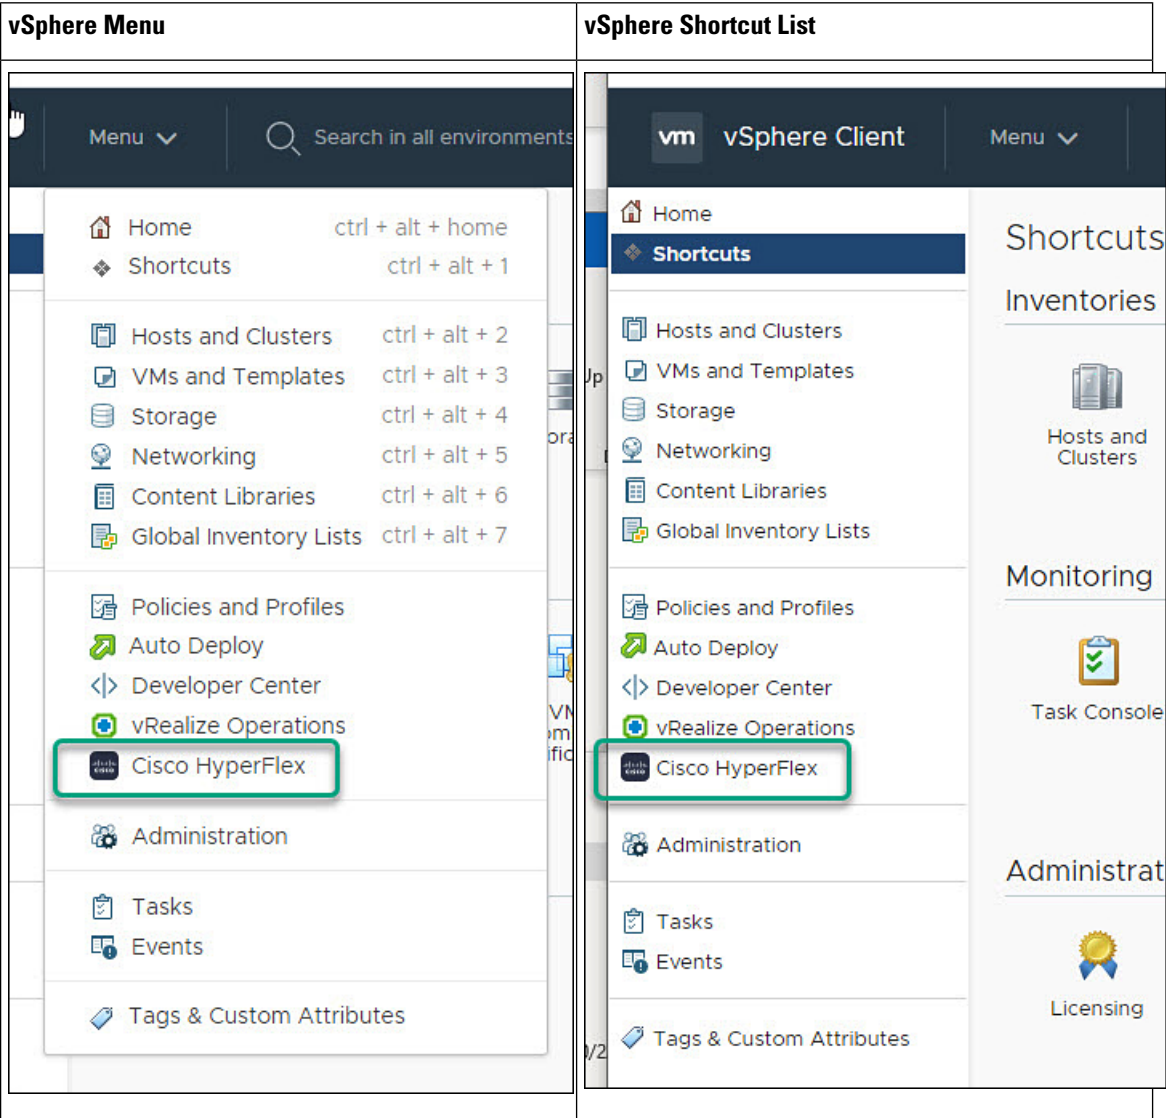 vSphere Menu
vSphere Shortcut List
Menu
Search in all environments
Home ctrl + alt + home
Shortcuts ctrl + alt + 1
Hosts and Clusters ctrl + alt + 2
VMs and Templates ctrl + alt + 3
Storage ctrl + alt + 4
Networking ctrl + alt + 5
Content Libraries ctrl + alt + 6
Global Inventory Lists ctrl + alt + 7
Policies and Profiles
Auto Deploy
Developer Center
vRealize Operations
Cisco HyperFlex
Administration
Tasks
Events
Tags & Custom Attributes
vm vSphere Client Menu
Home
Shortcuts
Hosts and Clusters
VMs and Templates
Storage
Networking
Content Libraries
Global Inventory Lists
Policies and Profiles
Auto Deploy
Developer Center
vRealize Operations
Cisco HyperFlex
Administration
Tasks
Events
Tags & Custom Attributes
Shortcuts
Inventories
Hosts and
Clusters
Monitoring
Task Console
Administrat
Licensing